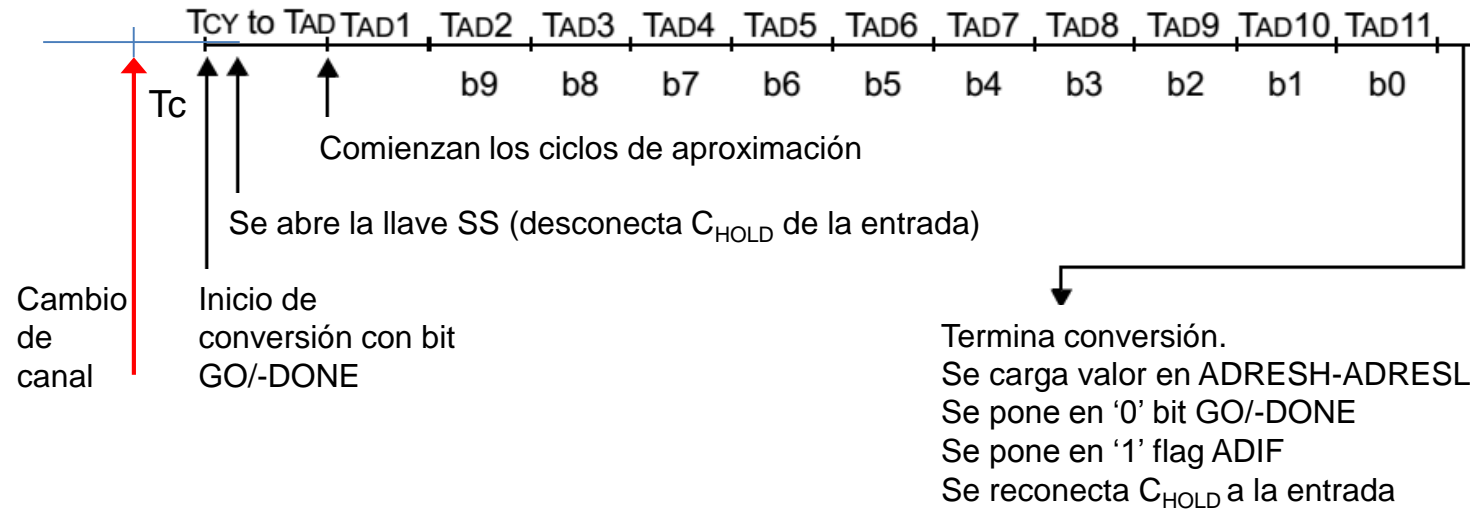 TCY to TAD TAD1 TAD2 TAD3 TAD4 TAD5 TAD6 TAD7 TAD8 TAD9 TAD10 TAD11
b9 b8 b7 b6 b5 b4 b3 b2 b1 b0
Tc
Comienzan los ciclos de aproximación
Se abre la llave SS (desconecta CHOLD de la entrada)
Cambio
de
canal
Inicio de
conversión con bit
GO/-DONE
Termina conversión.
Se carga valor en ADRESH-ADRESL
Se pone en ‘0’ bit GO/-DONE
Se pone en ‘1’ flag ADIF
Se reconecta CHOLD a la entrada